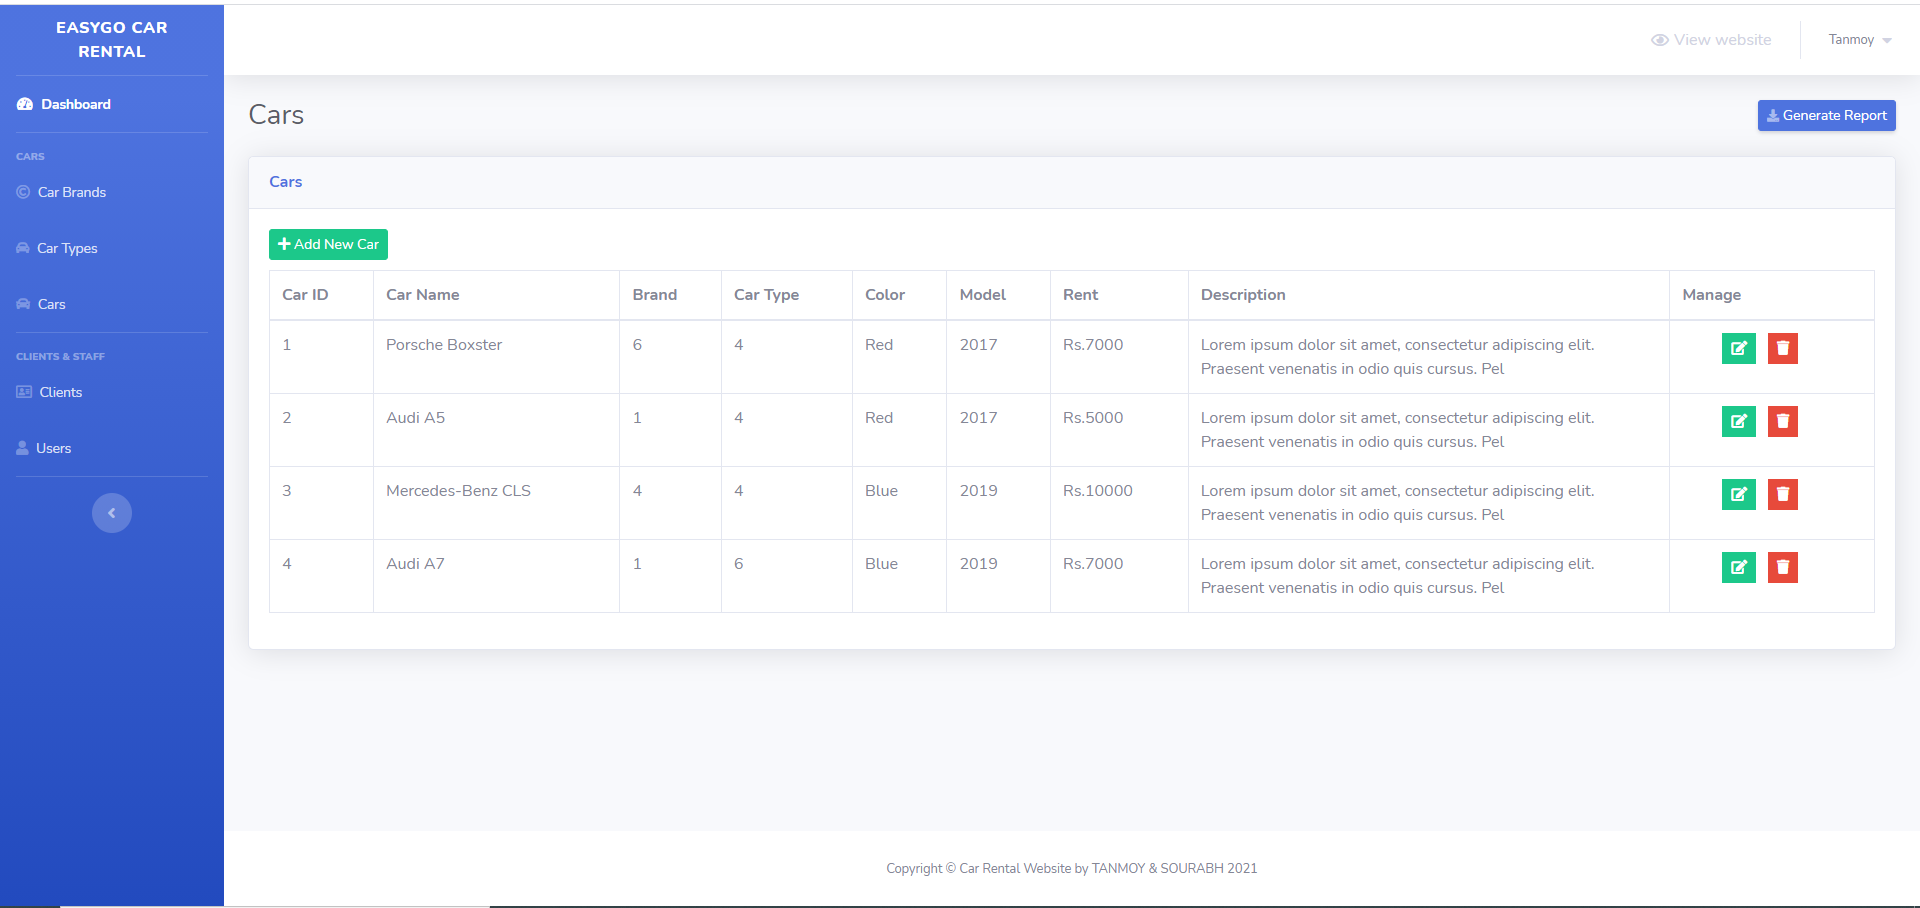 EASYGO CAR
RENTAL
View website
Tanmoy
Dashboard
CARS
Car Brands
Car Types
Cars
CLIENTS & STAFF
Clients
Users
Cars
Generate Report
Cars
Add New Car
Car ID Car Name Brand Car Type Color Model Rent Description Manage
1 Porsche Boxster 6 4 Red 2017 Rs.7000 Lorem ipsum dolor sit amet, consectetur adipiscing elit.
Praesent venenatis in odio quis cursus. Pel
2 Audi A5 1 4 Red 2017 Rs.5000 Lorem ipsum dolor sit amet, consectetur adipiscing elit.
Praesent venenatis in odio quis cursus. Pel
3 Mercedes-Benz CLS 4 4 Blue 2019 Rs.10000 Lorem ipsum dolor sit amet, consectetur adipiscing elit.
Praesent venenatis in odio quis cursus. Pel
4 Audi A7 1 6 Blue 2019 Rs.7000 Lorem ipsum dolor sit amet, consectetur adipiscing elit.
Praesent venenatis in odio quis cursus. Pel
Copyright © Car Rental Website by TANMOY & SOURABH 2021